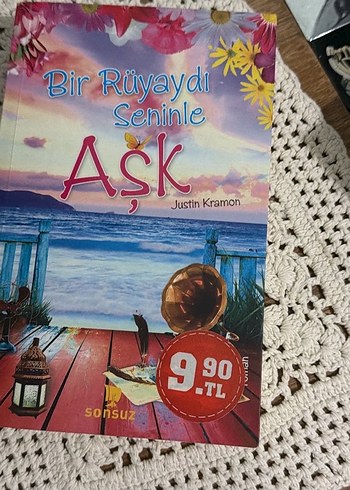 Bir Rüyaydı
Seninle
Aşk
Justin Kramon
9.90
.TL
roman
sonsuz